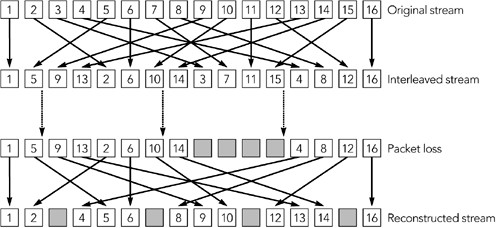 1 2 3 4 5 6 7 8 9 10 11 12 13 14 15 16 Original stream
1 5 9 13 2 6 10 14 3 7 11 15 4 8 12 16 Interleaved stream
1 5 9 13 2 6 10 14 4 8 12 16 Packet loss
1 2 4 5 6 8 9 10 12 13 14 16 Reconstructed stream